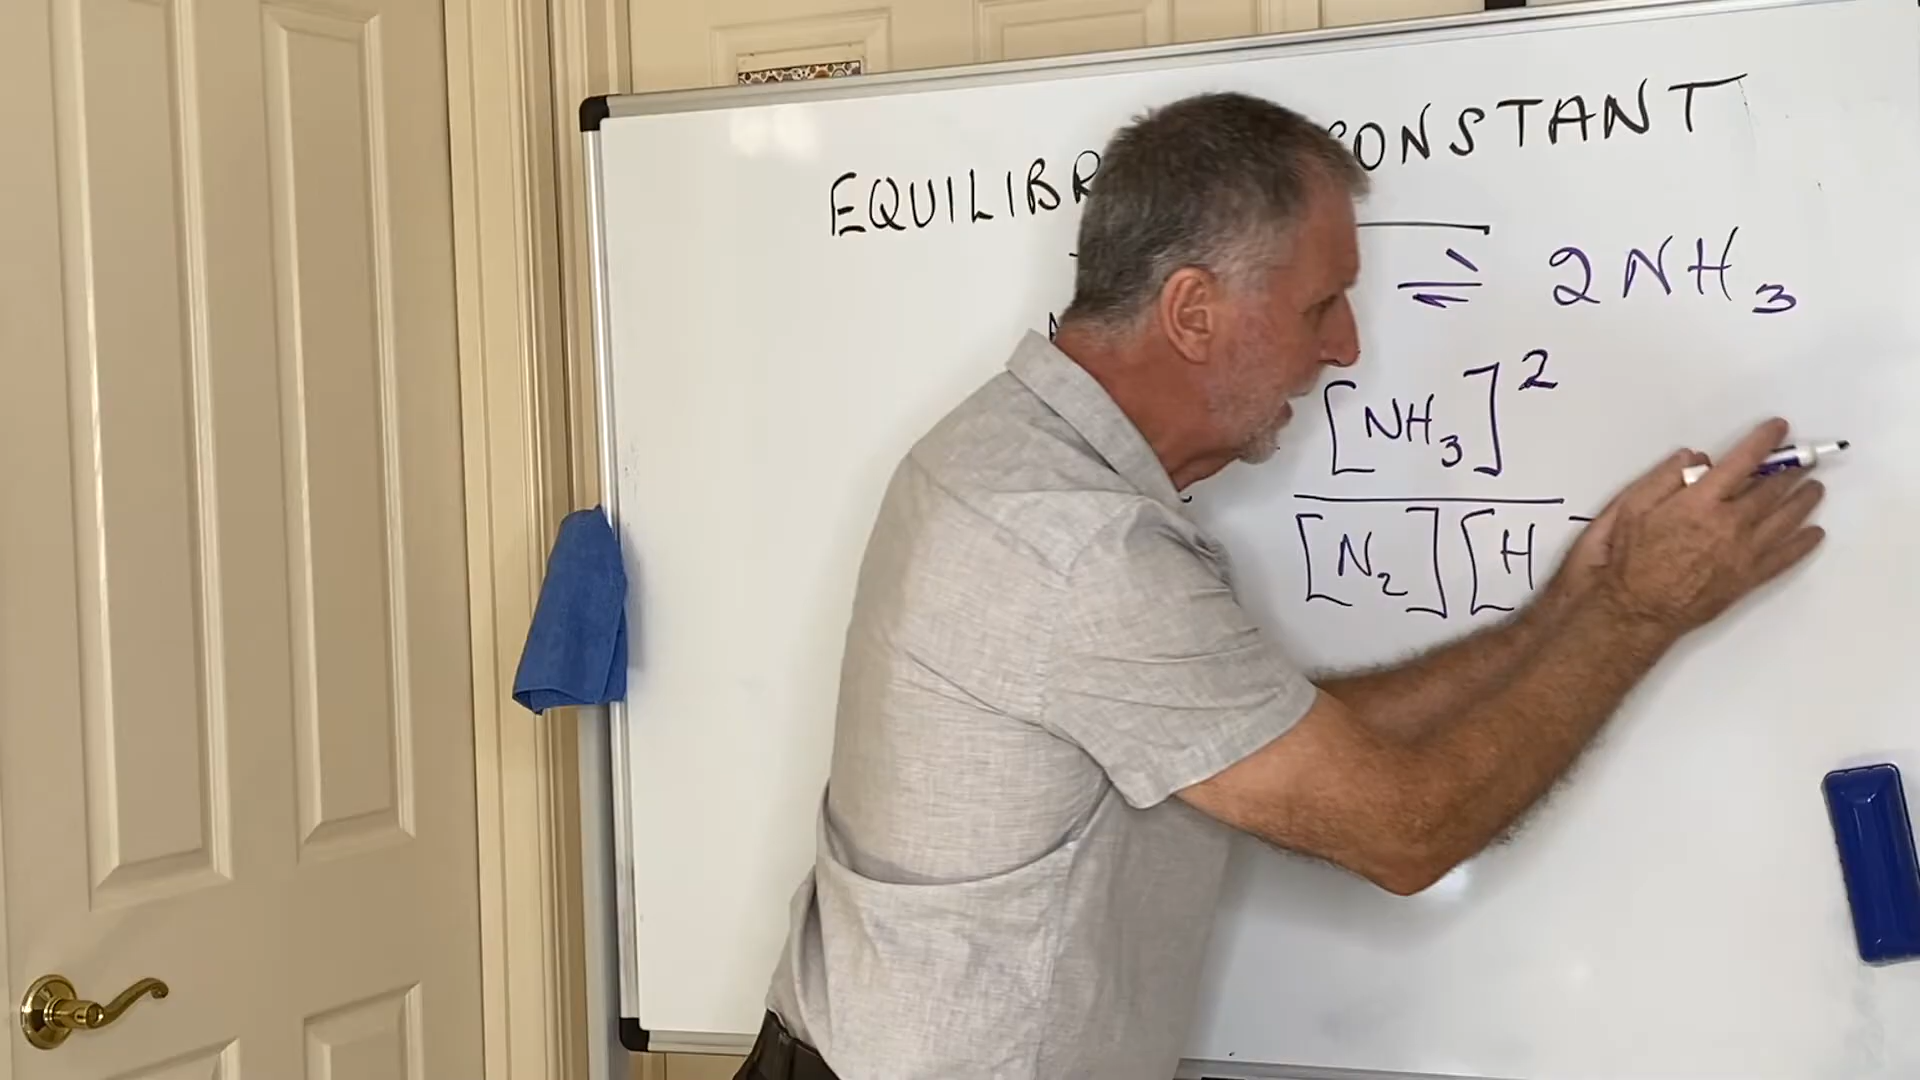 EQUILIBR CONSTANT
⇌ 2NH₃
[NH₃]²
[N₂][H